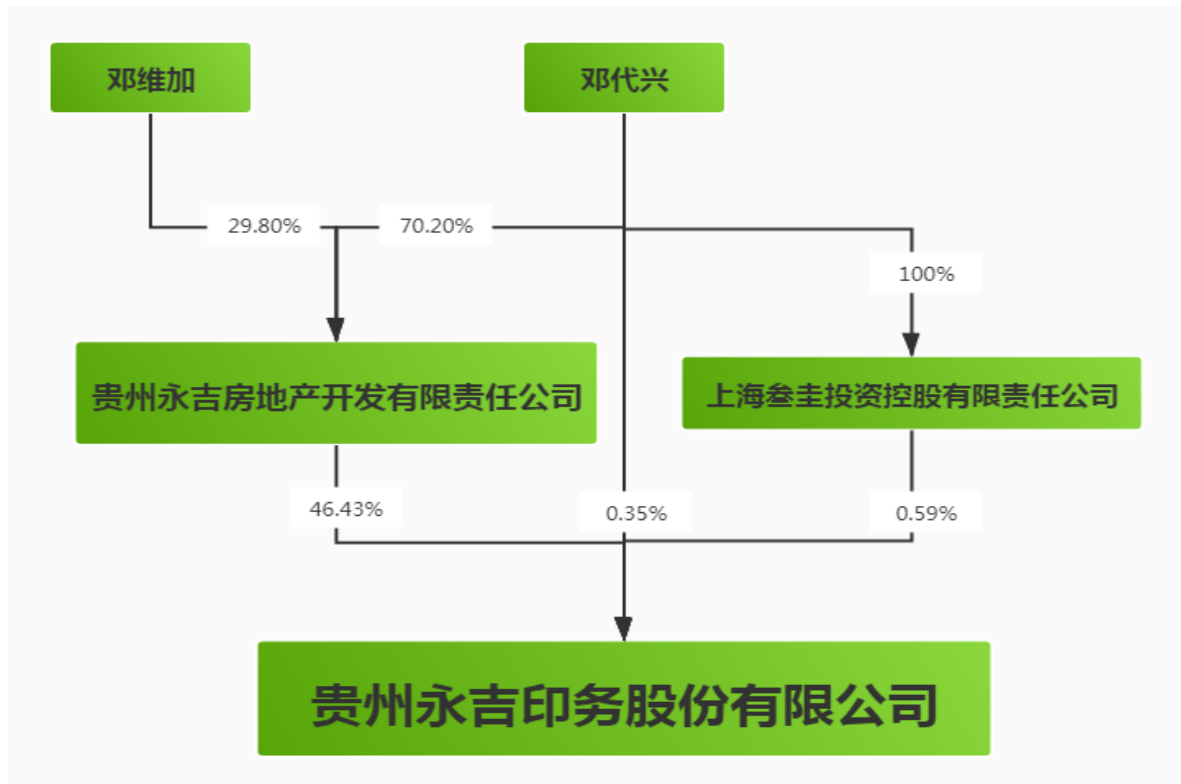 邓维加
邓代兴
29.80%
70.20%
100%
贵州永吉房地产开发有限责任公司
上海叁圭投资控股有限责任公司
46.43%
0.35%
0.59%
贵州永吉印务股份有限公司